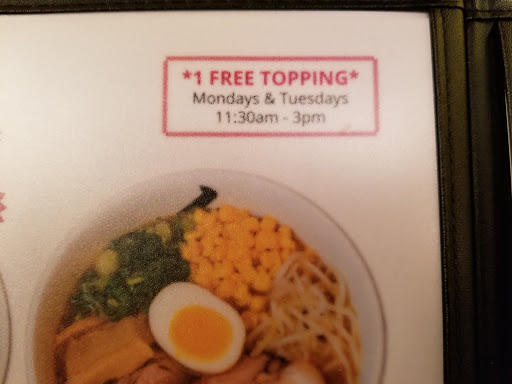 *1 FREE TOPPING*
Mondays & Tuesdays
11:30am - 3pm